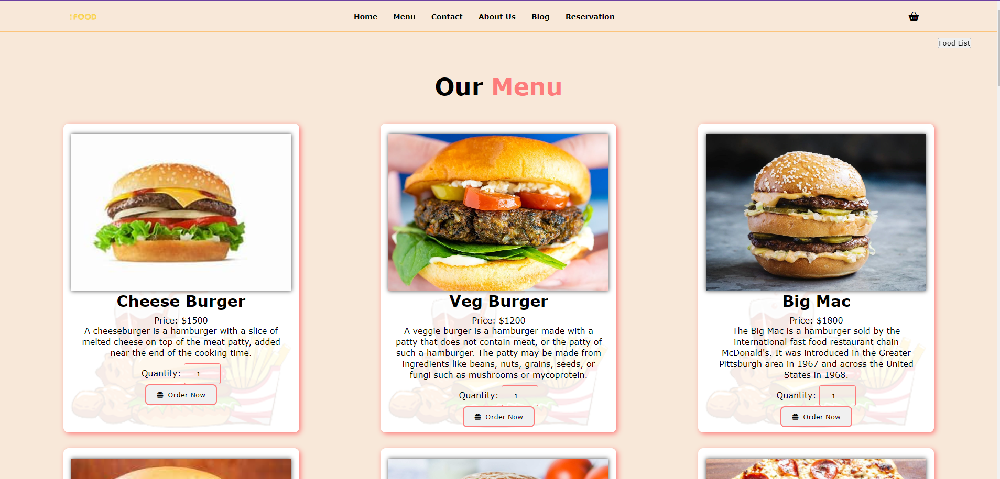 FOOD
Home Menu Contact About Us Blog Reservation
Food List
Our Menu
Cheese Burger
Price: $1500
A cheeseburger is a hamburger with a slice of
melted cheese on top of the meat patty, added
near the end of the cooking time.
Quantity: 1
Order Now
Veg Burger
Price: $1200
A veggie burger is a hamburger made with a
patty that does not contain meat, or the patty of
such a hamburger. The patty may be made from
ingredients like beans, nuts, grains, seeds, or
fungi such as mushrooms or mycoprotein.
Quantity: 1
Order Now
Big Mac
Price: $1800
The Big Mac is a hamburger sold by the
international fast food restaurant chain
McDonald's. It was introduced in the Greater
Pittsburgh area in 1967 and across the United
States in 1968.
Quantity: 1
Order Now